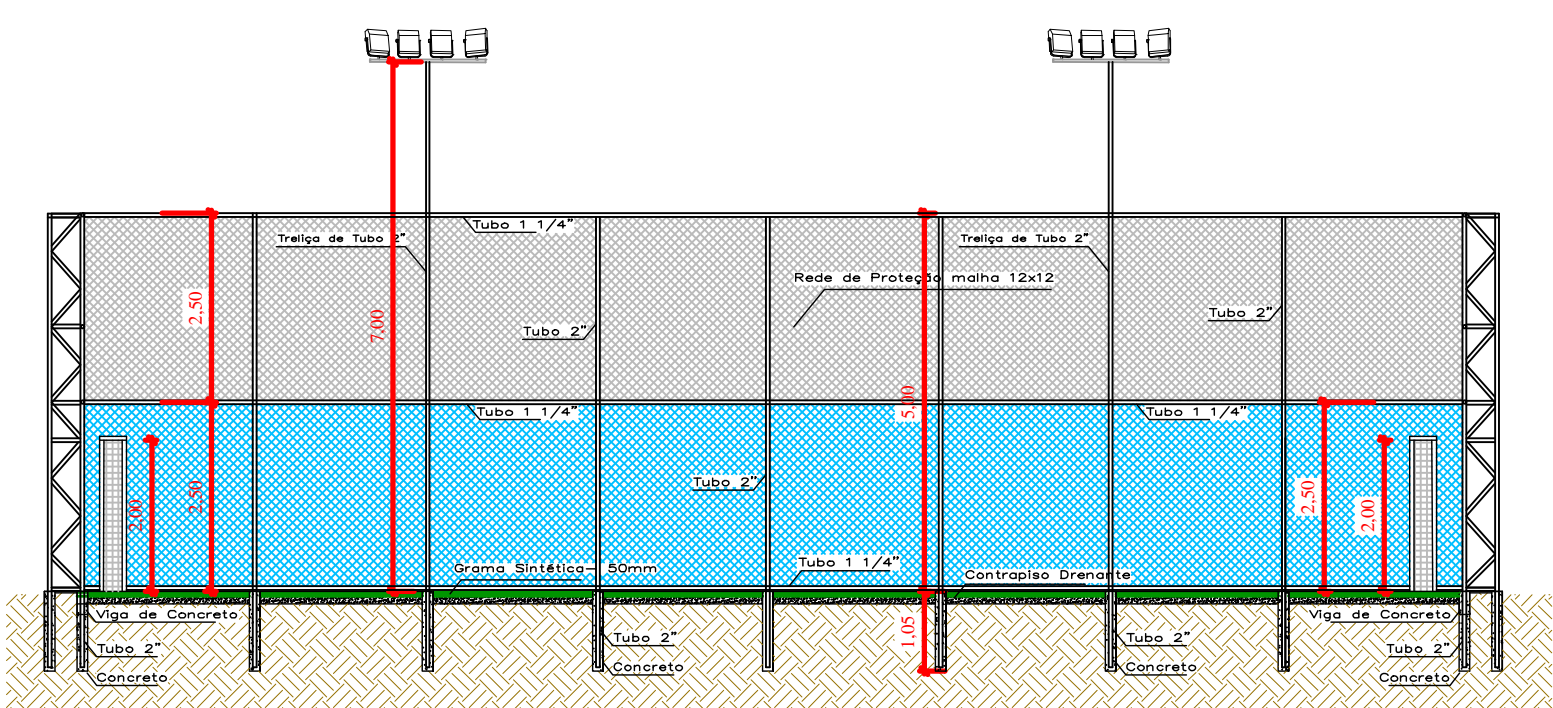 Tubo 1 1/4"
Treliça de Tubo 2"
Treliça de Tubo 2"
Rede de Proteção malha 12x12
2,50
7,00
Tubo 2"
Tubo 2"
5,00
Tubo 1 1/4"
Tubo 1 1/4"
2,00
2,50
Tubo 2"
2,50
2,00
Grama Sintética- 50mm
Tubo 1 1/4"
Contrapiso Drenante
Viga de Concreto
Viga de Concreto
1,05
Tubo 2"
Tubo 2"
Tubo 2"
Tubo 2"
Concreto
Concreto
Concreto
Concreto